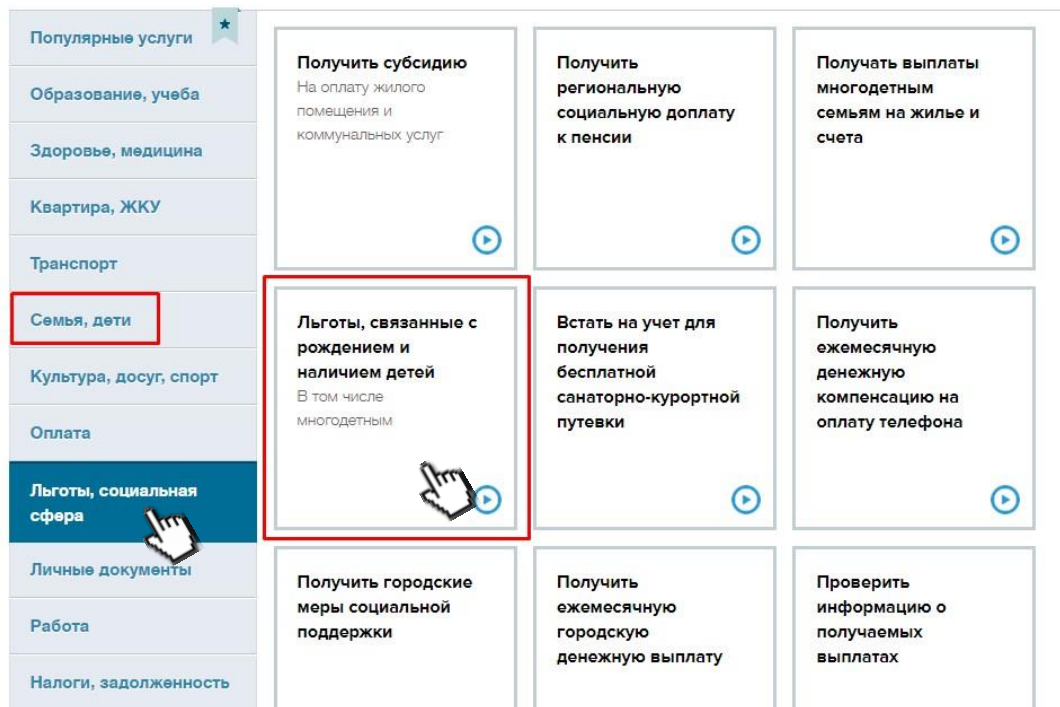 Популярные услуги
Образование, учеба
Здоровье, медицина
Квартира, ЖКУ
Транспорт
Семья, дети
Культура, досуг, спорт
Оплата
Льготы, социальная
сфера
Личные документы
Работа
Налоги, задолженность
Получить субсидию
На оплату жилого
помещения и
коммунальных услуг
Получить
региональную
социальную доплату
к пенсии
Получать выплаты
многодетным
семьям на жилье и
счета
Льготы, связанные с
рождением и
наличием детей
В том числе
многодетным
Встать на учет для
получения
бесплатной
санаторно-курортной
путевки
Получить
ежемесячную
денежную
компенсацию на
оплату телефона
Получить городские
меры социальной
поддержки
Получить
ежемесячную
городскую
денежную выплату
Проверить
информацию о
получаемых
выплатах